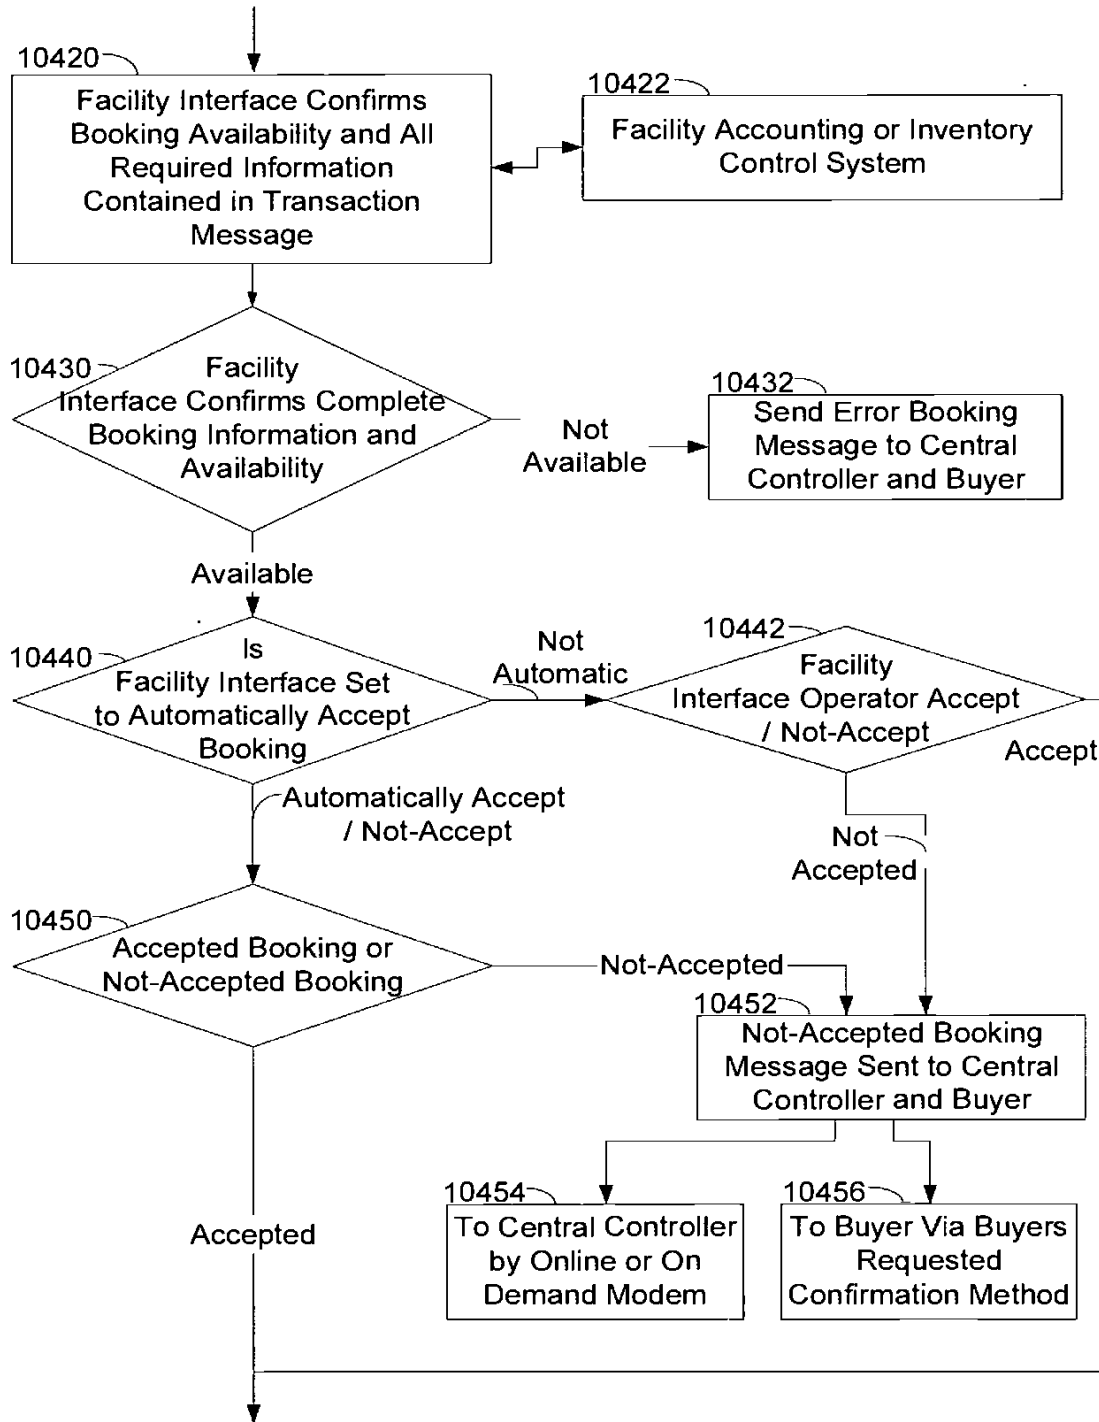 10420
Facility Interface Confirms
Booking Availability and All
Required Information
Contained in Transaction
Message
10422
Facility Accounting or Inventory
Control System
10430
Facility
Interface Confirms Complete
Booking Information and
Availability
Not
Available
10432
Send Error Booking
Message to Central
Controller and Buyer
Available
10440
Is
Facility Interface Set
to Automatically Accept
Booking
Not
Automatic
10442
Facility
Interface Operator Accept
/ Not-Accept
Accept
Automatically Accept
/ Not-Accept
Not
Accepted
10450
Accepted Booking or
Not-Accepted Booking
Not-Accepted
10452
Not-Accepted Booking
Message Sent to Central
Controller and Buyer
10454
To Central Controller
by Online or On
Demand Modem
10456
To Buyer Via Buyers
Requested
Confirmation Method
Accepted